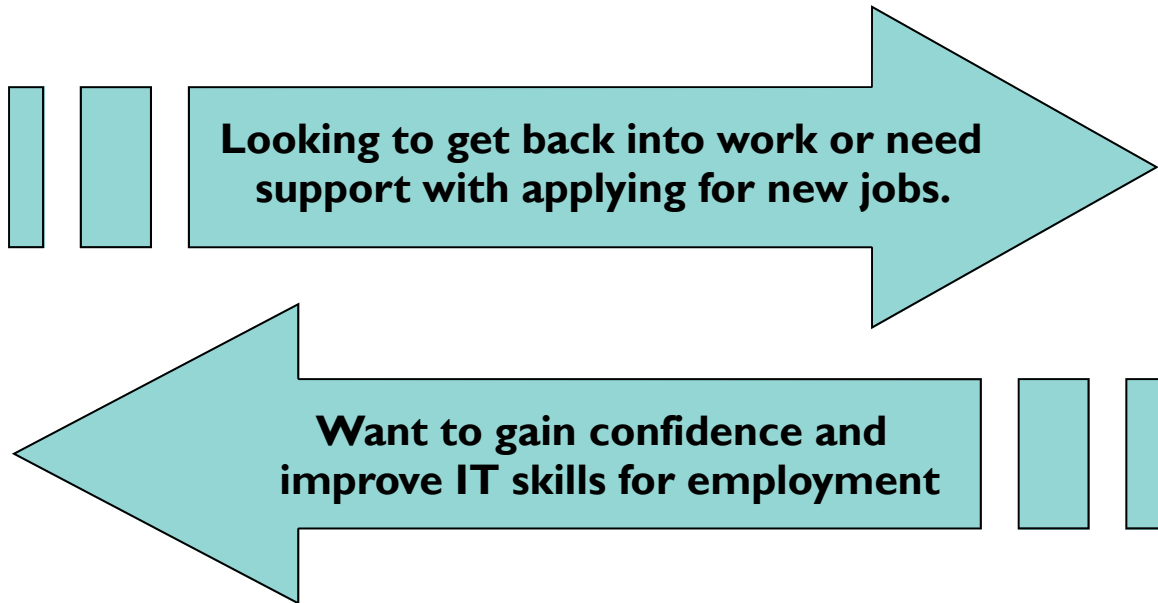 Looking to get back into work or need
support with applying for new jobs.
Want to gain confidence and
improve IT skills for employment